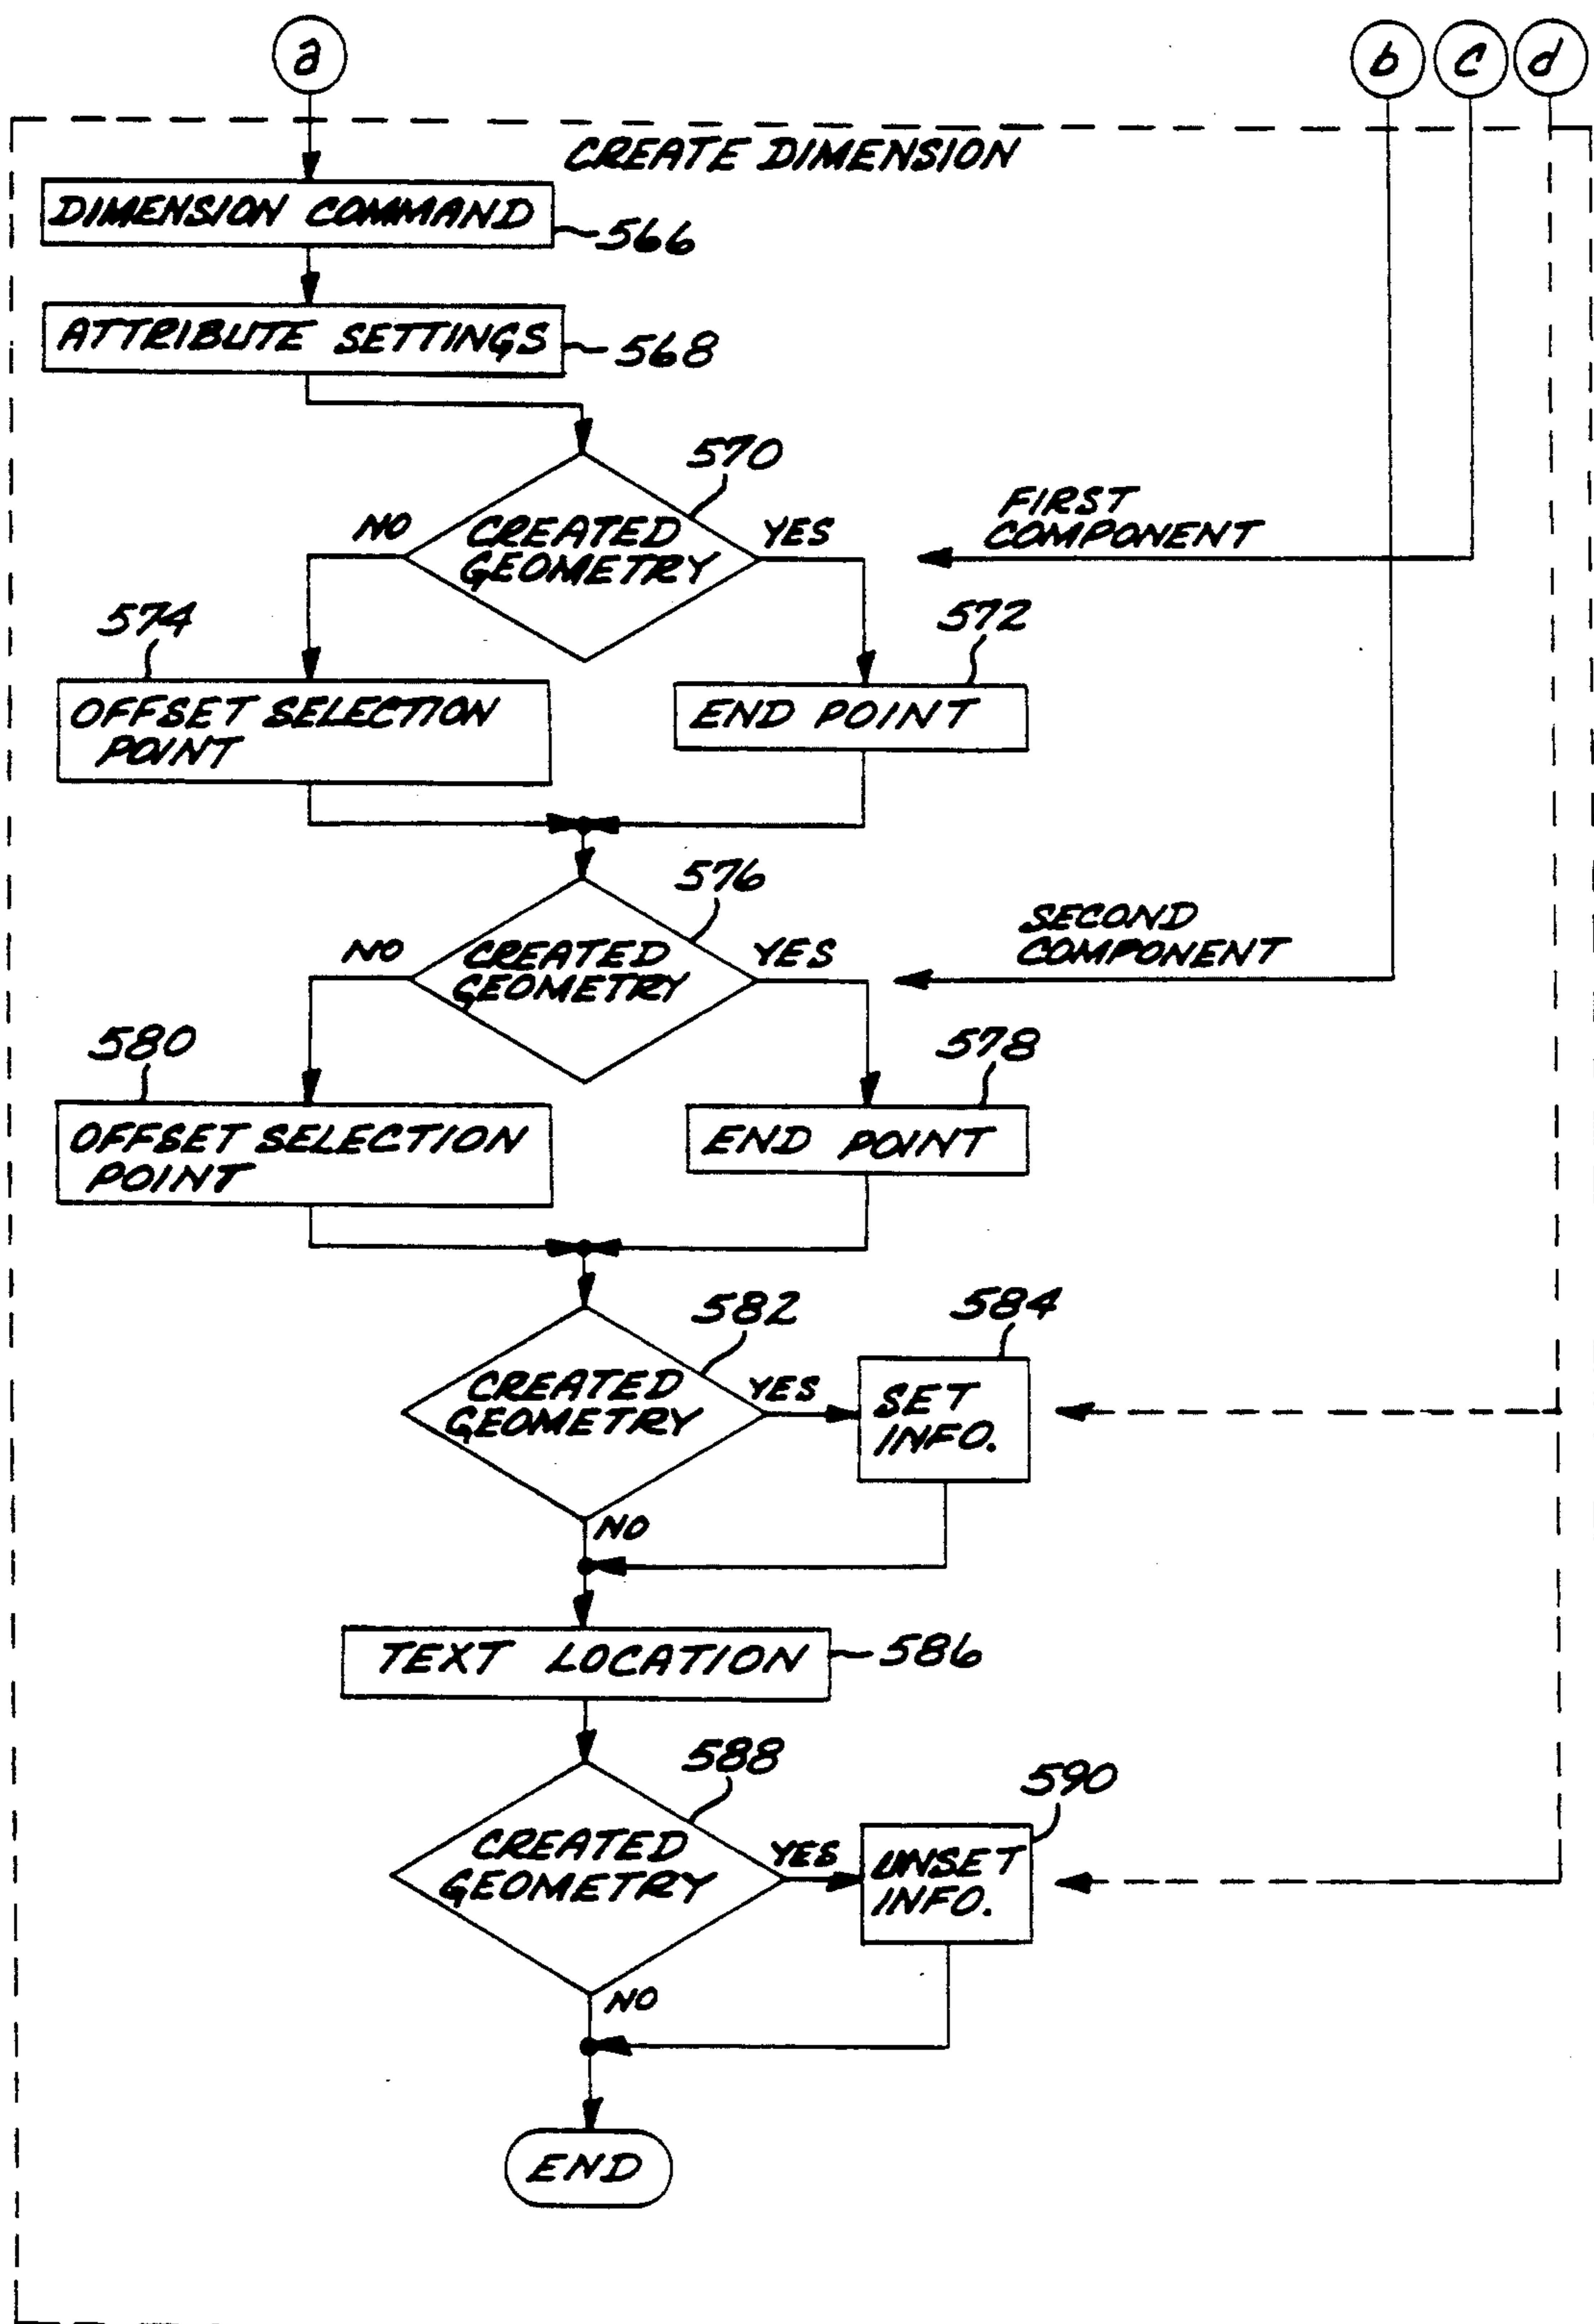 a
b
c
d
CREATE DIMENSION
DIMENSION COMMAND
566
ATTRIBUTE SETTINGS
568
570
NO
CREATED
GEOMETRY
YES
FIRST
COMPONENT
574
572
OFFSET SELECTION
POINT
END POINT
576
NO
CREATED
GEOMETRY
YES
SECOND
COMPONENT
580
578
OFFSET SELECTION
POINT
END POINT
582
584
CREATED
GEOMETRY
YES
SET
INFO.
NO
TEXT LOCATION
586
588
590
CREATED
GEOMETRY
YES
UNSET
INFO.
NO
END